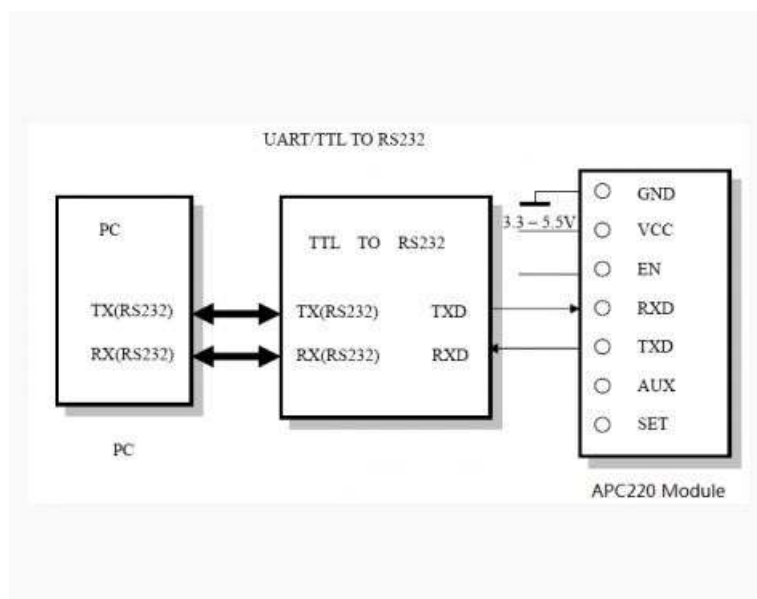 UART/TTL TO RS232
PC
TX(RS232)
RX(RS232)
PC
TTL TO RS232
TX(RS232) TXD
RX(RS232) RXD
3.3 – 5.5V
GND
VCC
EN
RXD
TXD
AUX
SET
APC220 Module